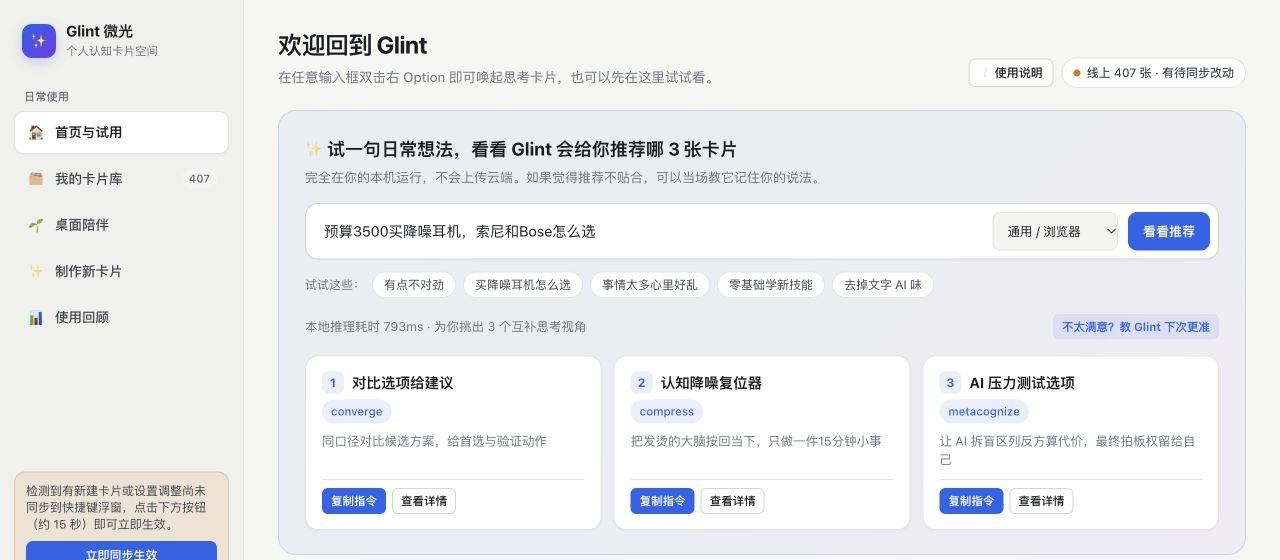 Glint 微光
个人认知卡片空间
日常使用
首页与试用
我的卡片库 407
桌面陪伴
制作新卡片
使用回顾
检测到有新建卡片或设置调整尚未
同步到快捷键浮窗，点击下方按钮
（约 15 秒）即可立即生效。
立即同步生效
欢迎回到 Glint
在任意输入框双击右 Option 即可唤起思考卡片，也可以先在这里试试看。
使用说明
线上 407 张 · 有待同步改动
试一句日常想法，看看 Glint 会给你推荐哪 3 张卡片
完全在你的本机运行，不会上传云端。如果觉得推荐不贴合，可以当场教它记住你的说法。
预算3500买降噪耳机，索尼和Bose怎么选
通用 / 浏览器
看看推荐
试试这些： 有点不对劲 买降噪耳机怎么选 事情太多心里好乱 零基础学新技能 去掉文字 AI 味
本地推理耗时 793ms · 为你挑出 3 个互补思考视角
不太满意？教 Glint 下次更准
1 对比选项给建议
converge
同口径对比候选方案，给首选与验证动作
复制指令 查看详情
2 认知降噪复位器
compress
把发烫的大脑按回当下，只做一件15分钟小事
复制指令 查看详情
3 AI 压力测试选项
metacognize
让 AI 拆盲区列反方算代价，最终拍板权留给自
己
复制指令 查看详情